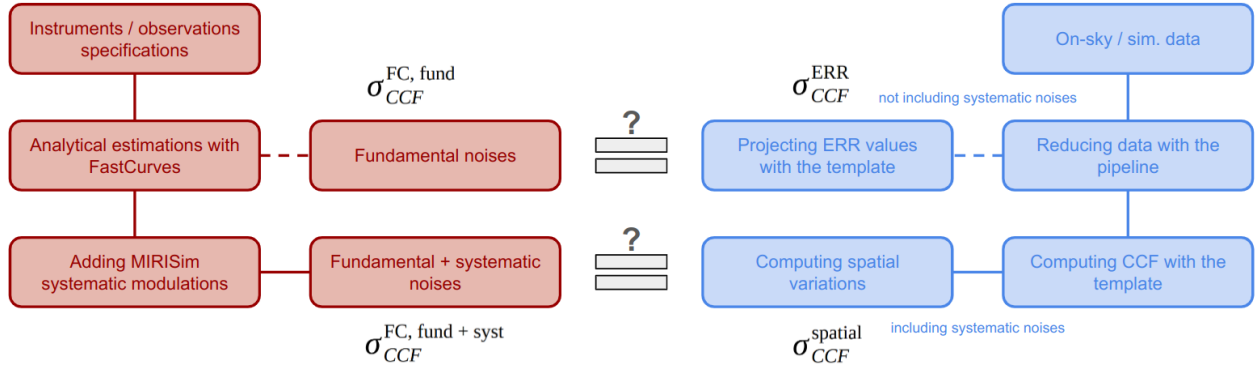 Instruments / observations
specifications
On-sky / sim. data
σ_CCF^FC, fund
σ_CCF^ERR
not including systematic noises
Analytical estimations with
FastCurves
Fundamental noises
?
Projecting ERR values
with the template
Reducing data with the
pipeline
Adding MIRISim
systematic modulations
Fundamental + systematic
noises
?
Computing spatial
variations
Computing CCF with the
template
σ_CCF^FC, fund + syst
σ_CCF^spatial
including systematic noises